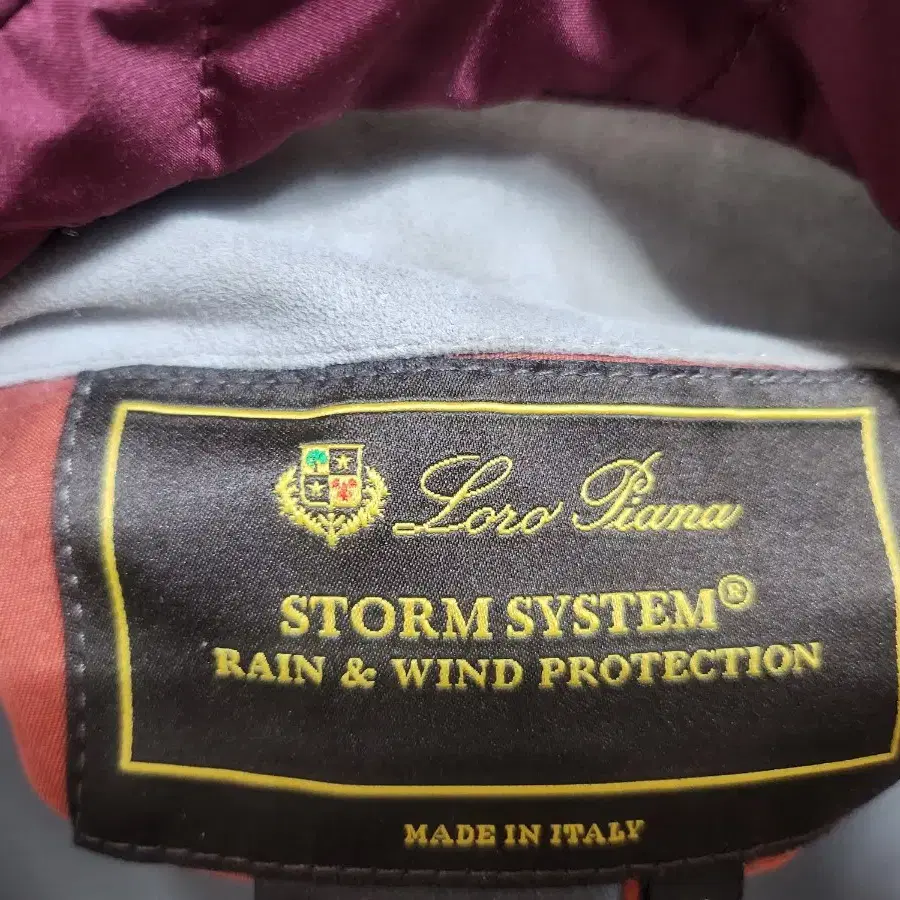 Loro Piana
STORM SYSTEM®
RAIN & WIND PROTECTION
MADE IN ITALY